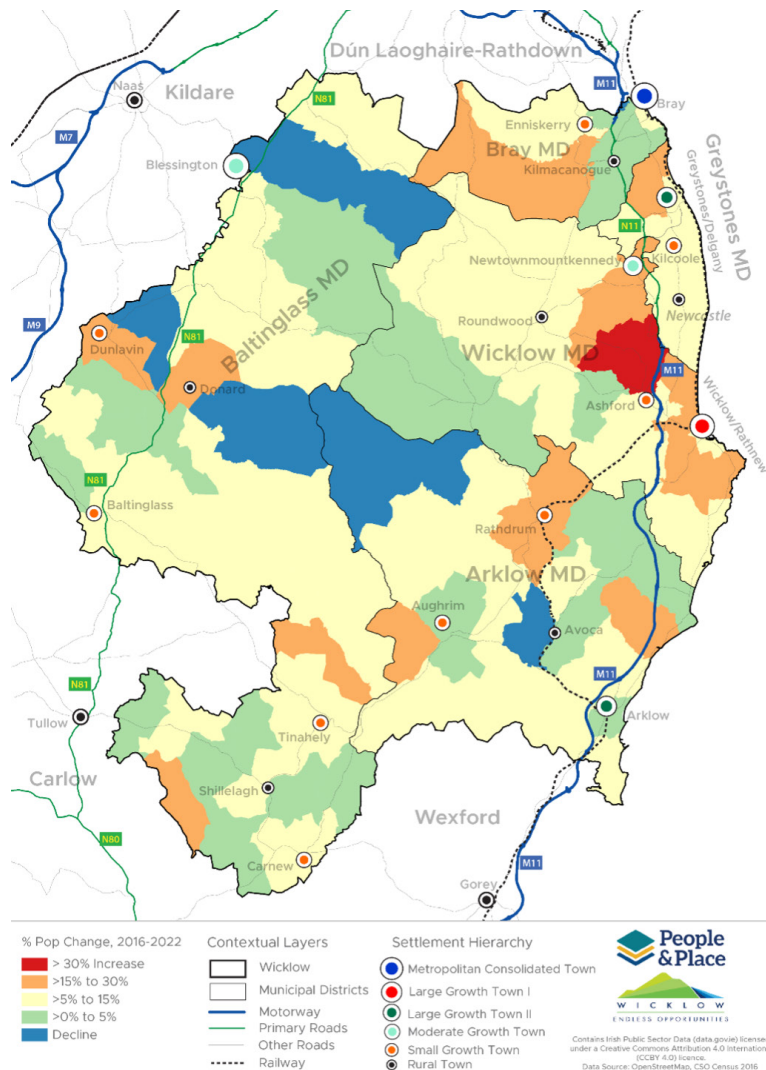 Dún Laoghaire-Rathdown
M11
Naas
Kildare
N81
Bray
M7
Enniskerry
Bray MD
Blessington
Kilmacanogue
Greystones MD
Greystones/Delgany
N11
Newtownmountkennedy
Kilcoole
Baltinglass MD
Newcastle
M9
Roundwood
N81
Dunlavin
Wicklow MD
M11
Donard
Ashford
Wicklow/Rathnew
N81
Baltinglass
Rathdrum
Arklow MD
Aughrim
Avoca
N81
M11
Tullow
Arklow
Tinahely
Carlow
Shillelagh
Wexford
N80
Carnew
M11
Gorey
% Pop Change, 2016-2022
> 30% Increase
>15% to 30%
>5% to 15%
>0% to 5%
Decline
Contextual Layers
Wicklow
Municipal Districts
Motorway
Primary Roads
Other Roads
Railway
Settlement Hierarchy
Metropolitan Consolidated Town
Large Growth Town I
Large Growth Town II
Moderate Growth Town
Small Growth Town
Rural Town
People
& Place
WICKLOW
ENDLESS OPPORTUNITIES
Contains Irish Public Sector Data (data.gov.ie) licensed
under a Creative Commons Attribution 4.0 International
(CCBY 4.0) licence.
Data Source: OpenStreetMap, CSO Census 2016